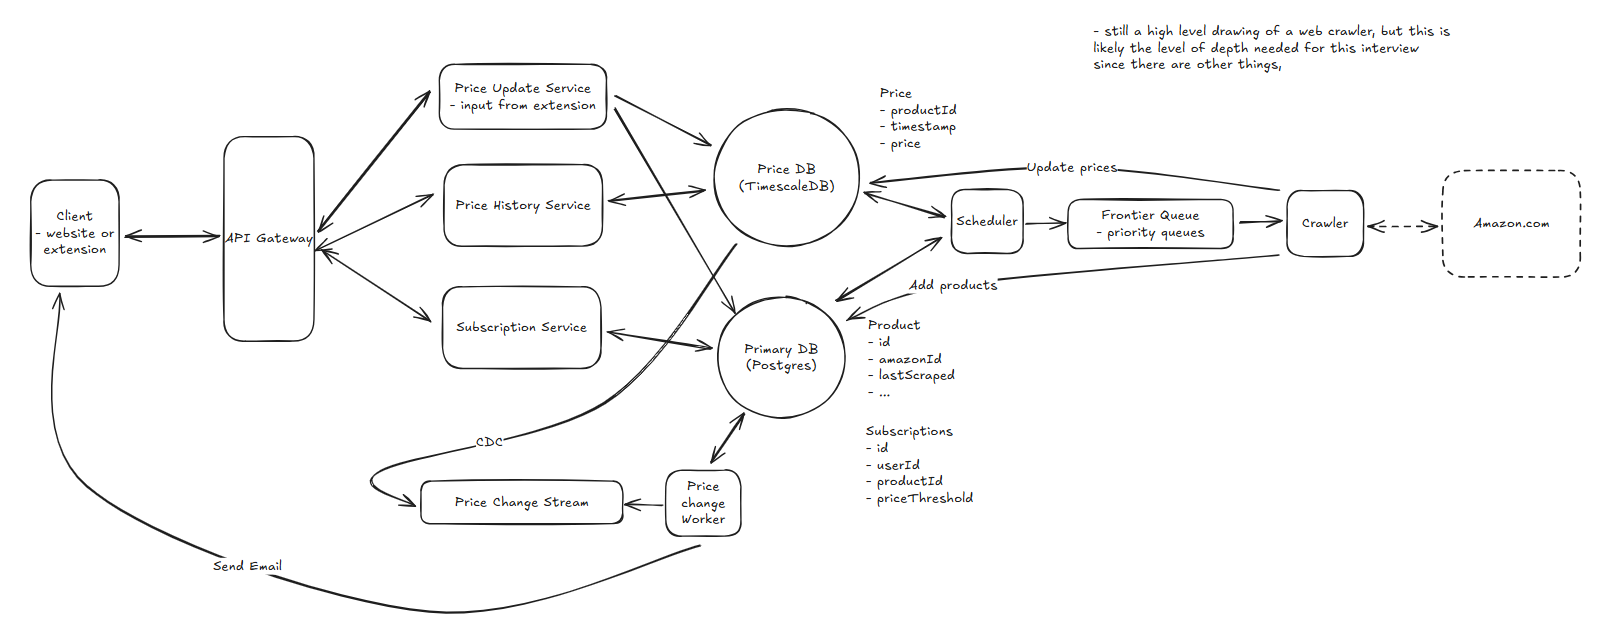 - still a high level drawing of a web crawler, but this is
likely the level of depth needed for this interview
since there are other things,
Price Update Service
- input from extension
Price
- productId
- timestamp
- price
Price DB
(TimescaleDB)
Update prices
Client
- website or
extension
API Gateway
Price History Service
Scheduler
Frontier Queue
- priority queues
Crawler
Amazon.com
Add products
Subscription Service
Primary DB
(Postgres)
Product
- id
- amazonId
- lastScraped
- ...
Subscriptions
- id
- userId
- productId
- priceThreshold
CDC
Price Change Stream
Price
change
Worker
Send Email